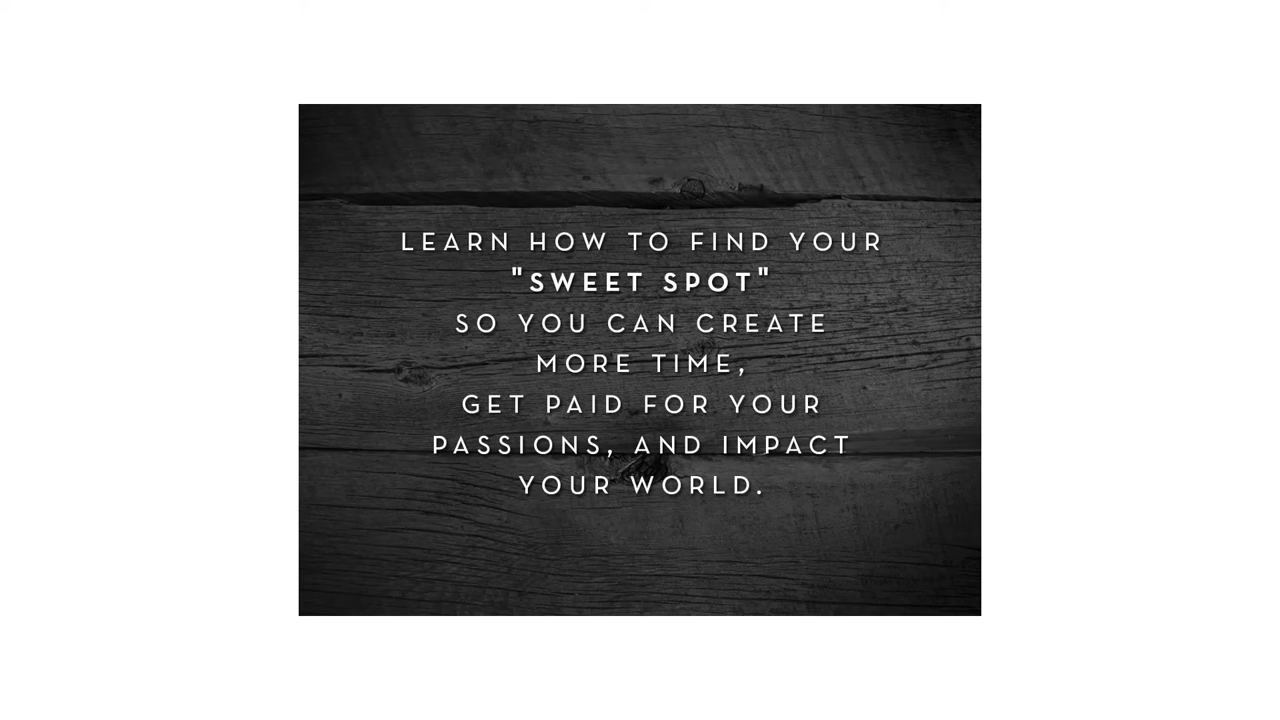 LEARN HOW TO FIND YOUR
"SWEET SPOT"
SO YOU CAN CREATE
MORE TIME,
GET PAID FOR YOUR
PASSIONS, AND IMPACT
YOUR WORLD.